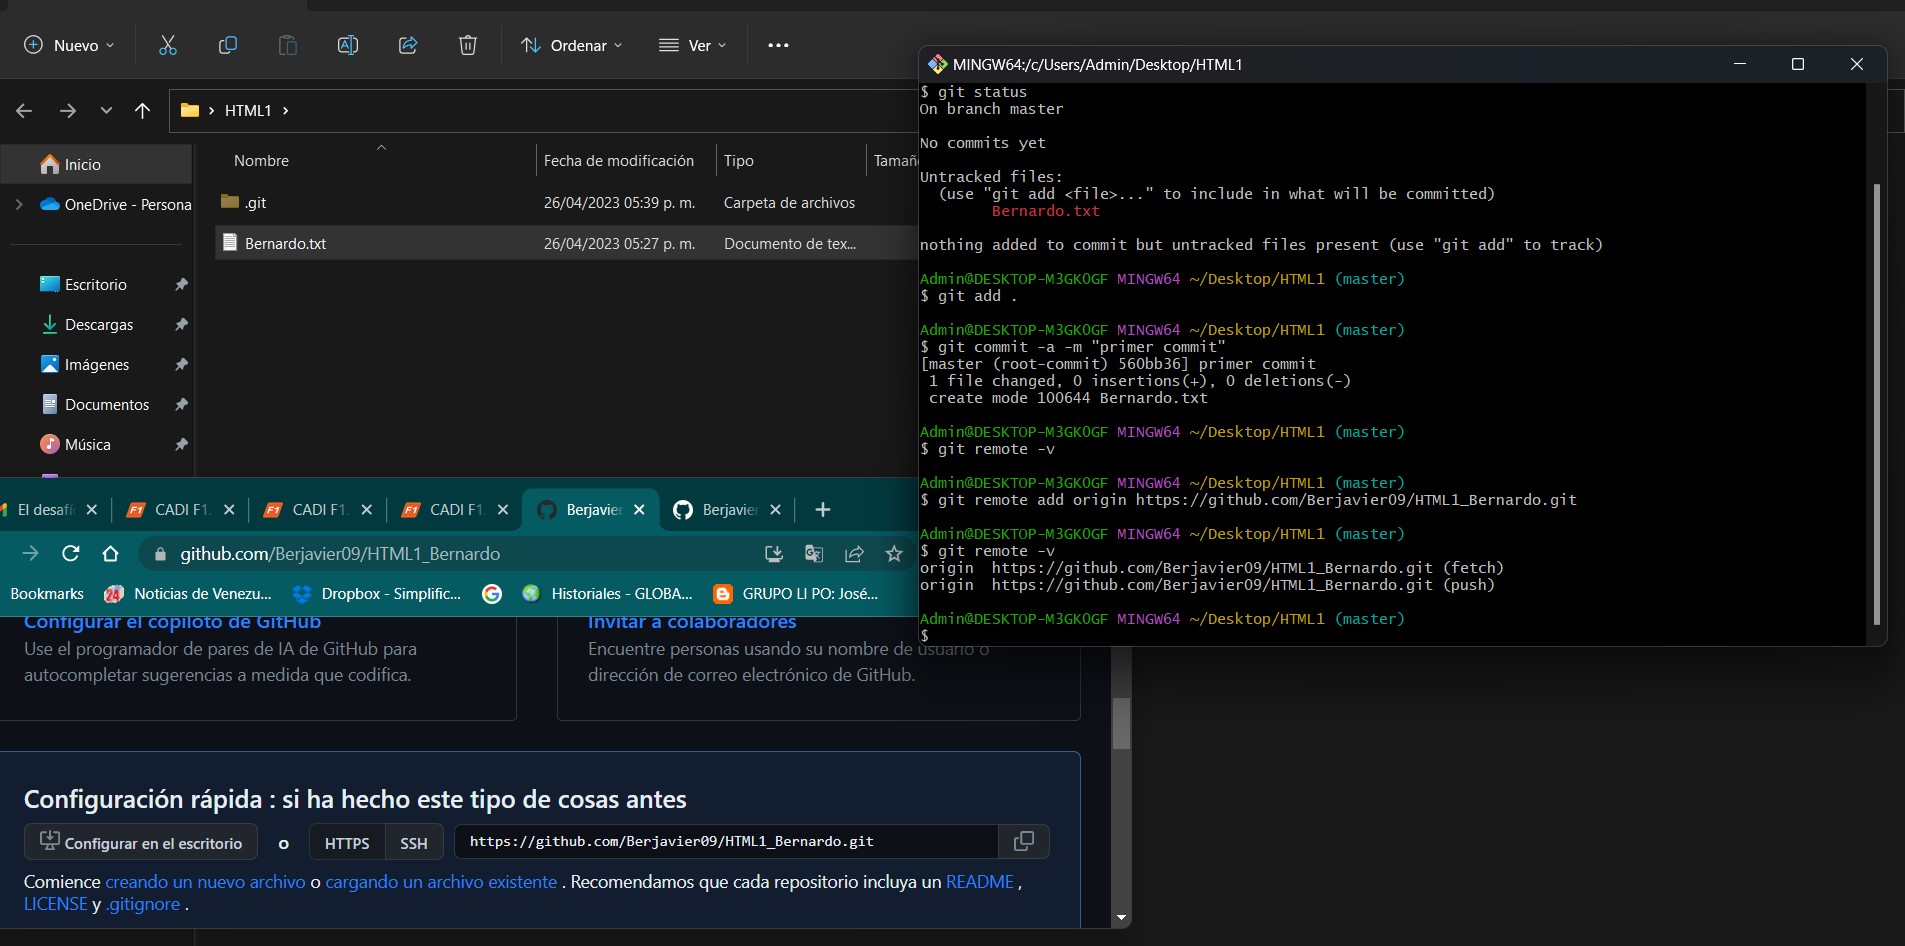 Nuevo
Ordenar
Ver
HTML1
Nombre
Fecha de modificación
Tipo
Inicio
OneDrive - Persona
.git
26/04/2023 05:39 p. m.
Carpeta de archivos
Bernardo.txt
26/04/2023 05:27 p. m.
Documento de tex...
Escritorio
Descargas
Imágenes
Documentos
Música
MINGW64:/c/Users/Admin/Desktop/HTML1
$ git status
On branch master
No commits yet
Untracked files:
(use "git add <file>..." to include in what will be committed)
Bernardo.txt
nothing added to commit but untracked files present (use "git add" to track)
Admin@DESKTOP-M3GKOGF MINGW64 ~/Desktop/HTML1 (master)
$ git add .
Admin@DESKTOP-M3GKOGF MINGW64 ~/Desktop/HTML1 (master)
$ git commit -a -m "primer commit"
[master (root-commit) 560bb36] primer commit
1 file changed, 0 insertions(+), 0 deletions(-)
create mode 100644 Bernardo.txt
Admin@DESKTOP-M3GKOGF MINGW64 ~/Desktop/HTML1 (master)
$ git remote -v
Admin@DESKTOP-M3GKOGF MINGW64 ~/Desktop/HTML1 (master)
$ git remote add origin https://github.com/Berjavier09/HTML1_Bernardo.git
Admin@DESKTOP-M3GKOGF MINGW64 ~/Desktop/HTML1 (master)
$ git remote -v
origin https://github.com/Berjavier09/HTML1_Bernardo.git (fetch)
origin https://github.com/Berjavier09/HTML1_Bernardo.git (push)
Admin@DESKTOP-M3GKOGF MINGW64 ~/Desktop/HTML1 (master)
$
El desafí
F1 CADI F1.
F1 CADI F1.
F1 CADI F1.
Berjavier
Berjavie
github.com/Berjavier09/HTML1_Bernardo
Bookmarks
24 Noticias de Venezu...
Dropbox - Simplific...
Historiales - GLOBA...
GRUPO LI PO: José...
Configurar el copiloto de GitHub
Use el programador de pares de IA de GitHub para
autocompletar sugerencias a medida que codifica.
Invitar a colaboradores
Encuentre personas usando su nombre de usuario o
dirección de correo electrónico de GitHub.
Configuración rápida : si ha hecho este tipo de cosas antes
Configurar en el escritorio
o
HTTPS
SSH
https://github.com/Berjavier09/HTML1_Bernardo.git
Comience creando un nuevo archivo o cargando un archivo existente . Recomendamos que cada repositorio incluya un README ,
LICENSE y .gitignore .